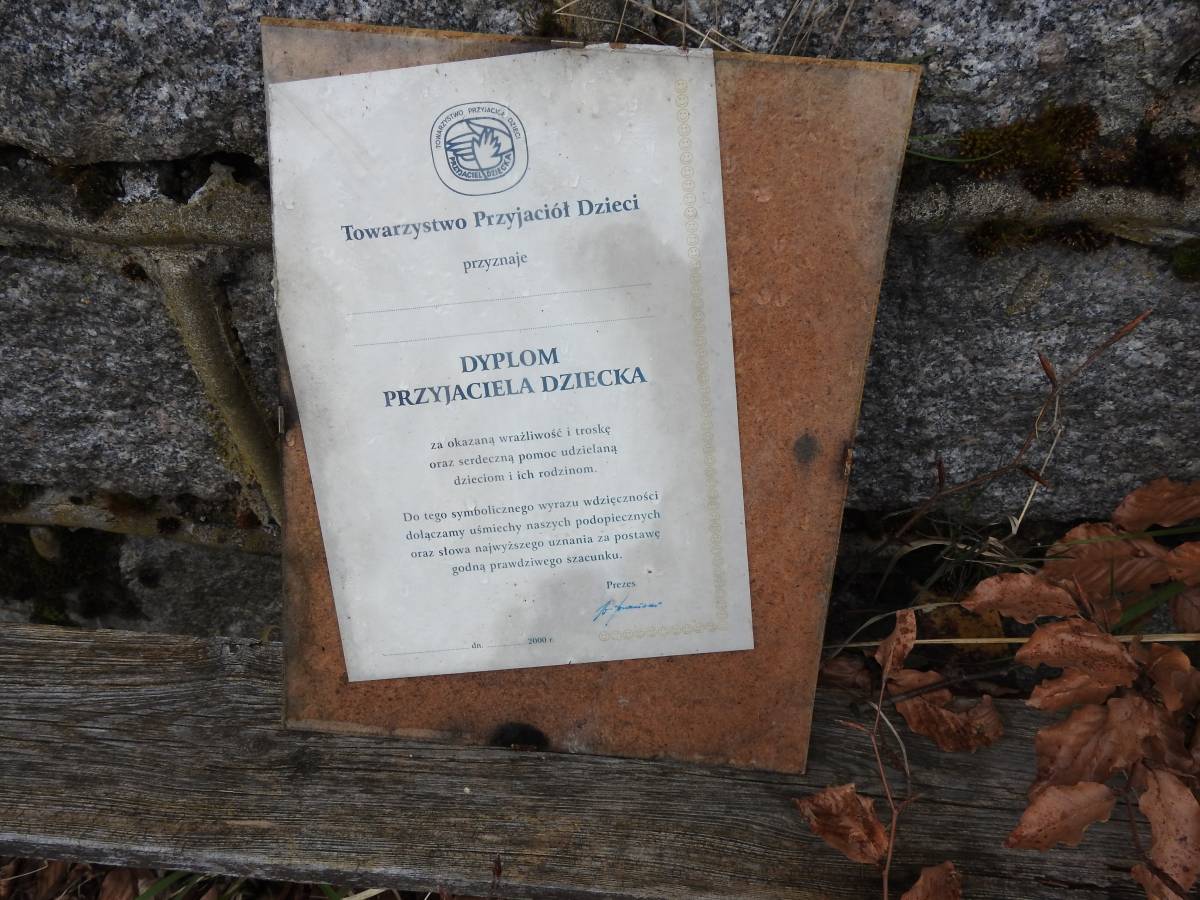 TOWARZYSTWO PRZYJACIÓŁ DZIECI
PRZYJACIEL DZIECKA
Towarzystwo Przyjaciół Dzieci
przyznaje
DYPLOM
PRZYJACIELA DZIECKA
za okazaną wrażliwość i troskę
oraz serdeczną pomoc udzielaną
dzieciom i ich rodzinom.
Do tego symbolicznego wyrazu wdzięczności
dołączamy uśmiechy naszych podopiecznych
oraz słowa najwyższego uznania za postawę
godną prawdziwego szacunku.
Prezes
dn. 2000 r.